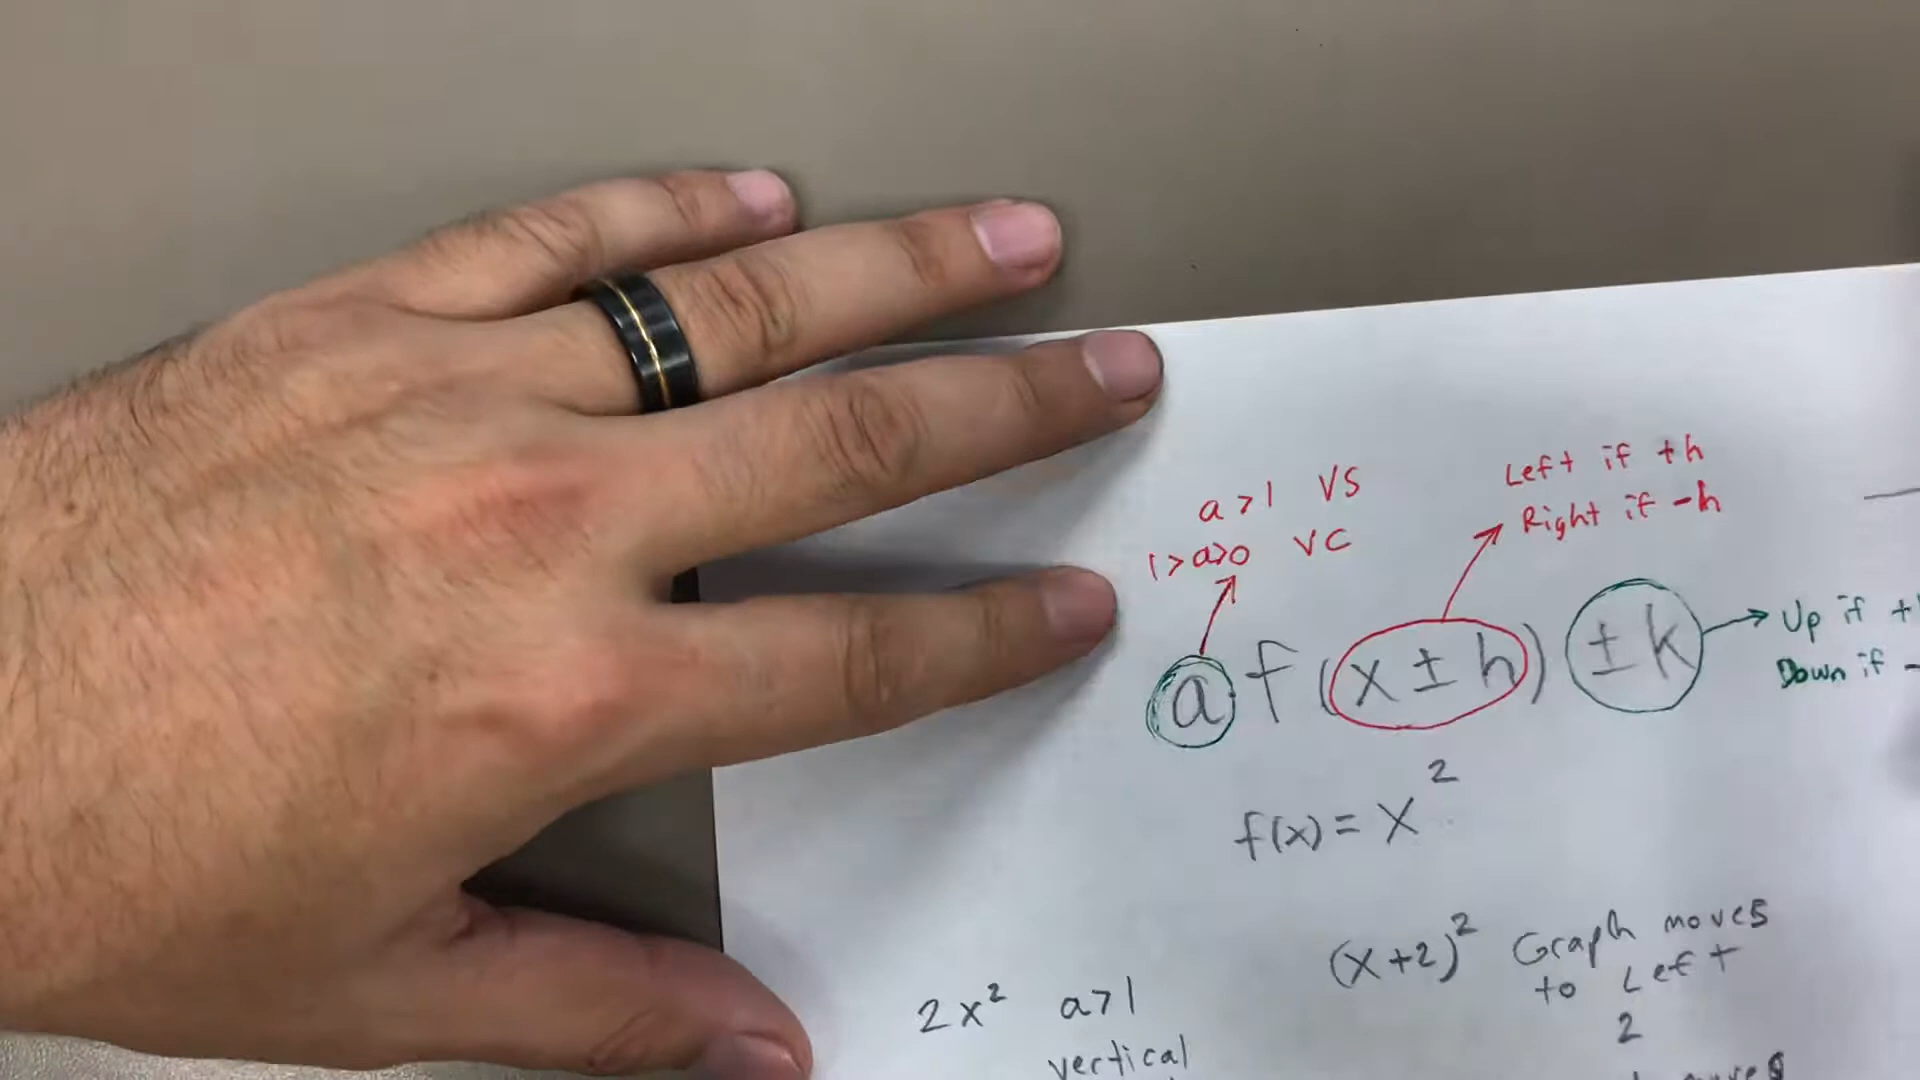 a>1 VS
1>a>0 VC
Left if +h
Right if -h
a f(x ± h) ± k
Up if +
Down if -
f(x) = x²
(x+2)² Graph moves
to Left
2
2x² a>1
vertical